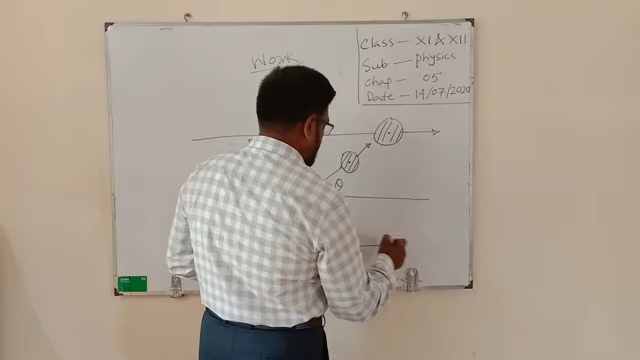 Work
Class — XI & XII
Sub — physics
Chap — 05
Date — 14/07/2020
θ